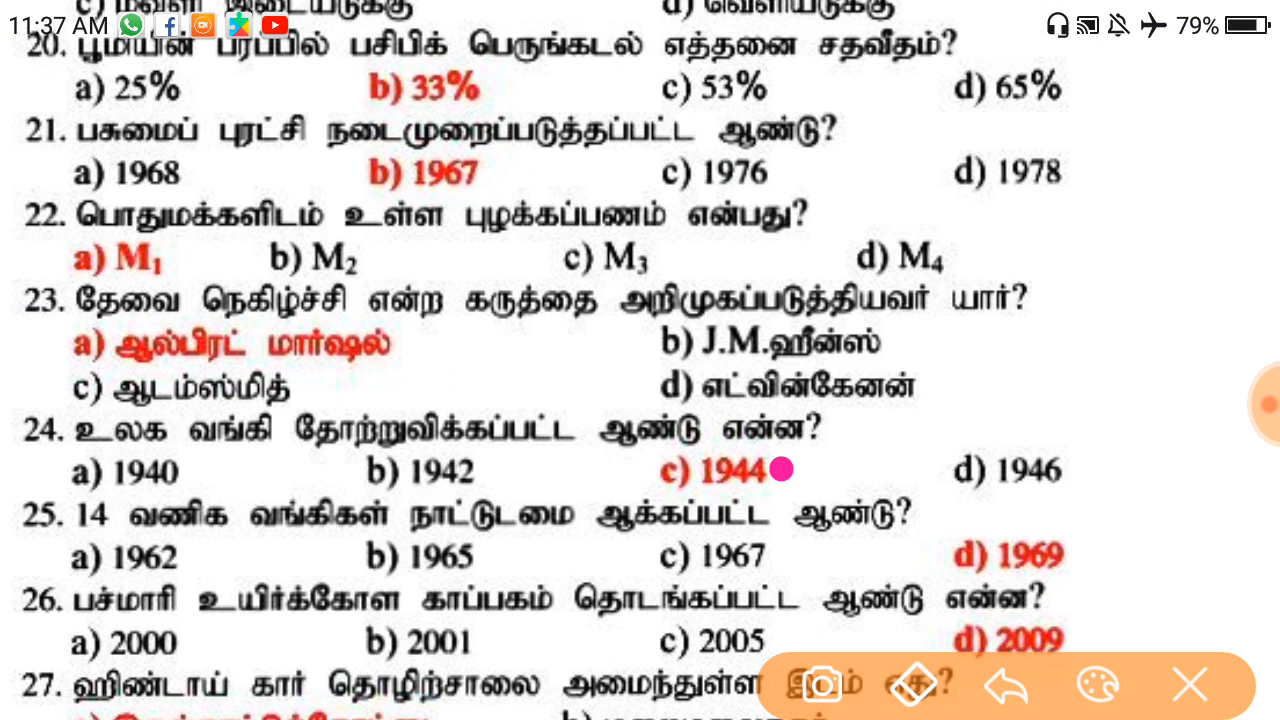 11:37 AM 79%
20. பூமியின் பரப்பில் பசிபிக் பெருங்கடல் எத்தனை சதவீதம்?
a) 25% b) 33% c) 53% d) 65%
21. பசுமைப் புரட்சி நடைமுறைப்படுத்தப்பட்ட ஆண்டு?
a) 1968 b) 1967 c) 1976 d) 1978
22. பொதுமக்களிடம் உள்ள புழக்கப்பணம் என்பது?
a) M₁ b) M₂ c) M₃ d) M₄
23. தேவை நெகிழ்ச்சி என்ற கருத்தை அறிமுகப்படுத்தியவர் யார்?
a) ஆல்பிரட் மார்ஷல் b) J.M.ஹீன்ஸ்
c) ஆடம்ஸ்மித் d) எட்வின்கேனன்
24. உலக வங்கி தோற்றுவிக்கப்பட்ட ஆண்டு என்ன?
a) 1940 b) 1942 c) 1944 d) 1946
25. 14 வணிக வங்கிகள் நாட்டுடமை ஆக்கப்பட்ட ஆண்டு?
a) 1962 b) 1965 c) 1967 d) 1969
26. பச்மாரி உயிர்க்கோள காப்பகம் தொடங்கப்பட்ட ஆண்டு என்ன?
a) 2000 b) 2001 c) 2005 d) 2009
27. ஹிண்டாய் கார் தொழிற்சாலை அமைந்துள்ள இடம் எது?